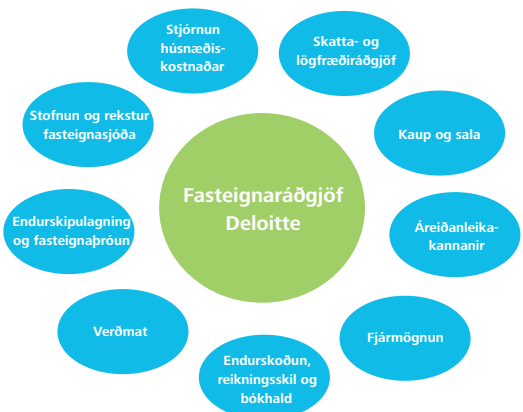 Stjórnun
húsnæðis-
kostnaðar
Skatta- og
lögfræðiráðgjöf
Stofnun og rekstur
fasteignasjóða
Kaup og sala
Fasteignaráðgjöf
Deloitte
Endurskipulagning
og fasteignaþróun
Áreiðanleika-
kannanir
Verðmat
Fjármögnun
Endurskoðun,
reikningsskil og
bókhald